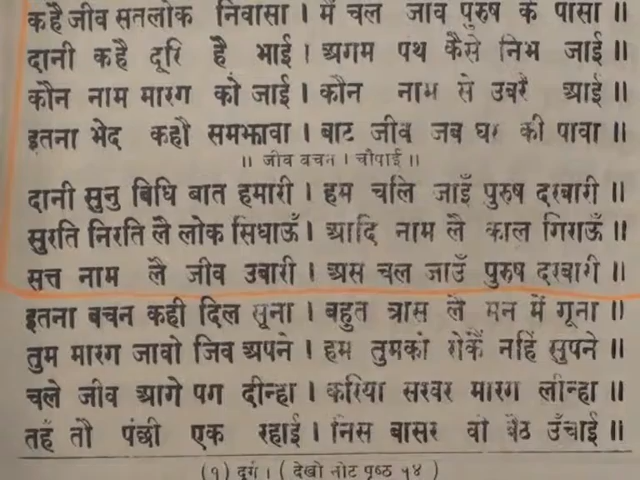 कहै जीव सतलोक निवासा । मैं चल जाव पुरुष के पासा ॥
दानी कहै दूरि है भाई । अगम पंथ कैसे निभ जाई ॥
कौन नाम मारग को जाई । कौन नाम से उबरै आई ॥
इतना भेद कहौ समझावा । बाट जीव जब घर की पावा ॥
॥ जीव बचन । चौपाई ॥
दानी सुनु बिधि बात हमारी । हम चलि जाइँ पुरुष दरबारी ॥
सुरति निरति लै लोक सिधाऊँ । आदि नाम लै काल गिराऊँ ॥
सत्त नाम लै जीव उबारी । अस चल जाउँ पुरुष दरबारी ॥
इतना बचन कही दिल सूना । बहुत त्रास लै मन में गूना ॥
तुम मारग जावो जिव अपने । हम तुमको रोकैं नहिं सुपने ॥
चले जीव आगे पग दीन्हा । करिया सरवर मारग लीन्हा ॥
तहँ तौ पंछी एक रहाई । निस बासर वो बैठ उँचाई ॥
(१) दुर्ग । ( देखो नोट पृष्ठ ५४ )